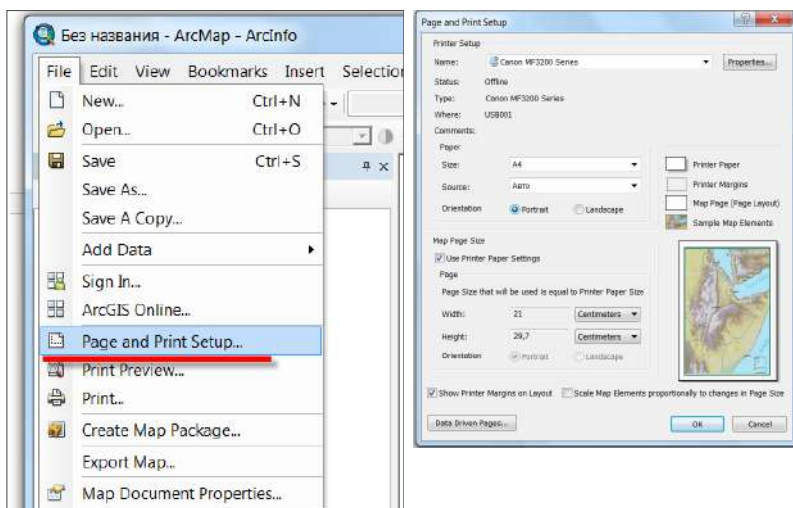 Без названия - ArcMap - ArcInfo
File Edit View Bookmarks Insert Selection
New... Ctrl+N
Open... Ctrl+O
Save Ctrl+S
Save As...
Save A Copy...
Add Data
Sign In...
ArcGIS Online...
Page and Print Setup...
Print Preview...
Print...
Create Map Package...
Export Map...
Map Document Properties...
Page and Print Setup
Printer Setup
Name: Canon MF3200 Series Properties...
Status: Offline
Type: Canon MF3200 Series
Where: USB001
Comments:
Paper
Size: A4 Printer Paper
Source: Авто Printer Margins
Orientation Portrait Landscape Map Page (Page Layout)
Sample Map Elements
Map Page Size
Use Printer Paper Settings
Page
Page Size that will be used is equal to Printer Paper Size
Width: 21 Centimeters
Height: 29,7 Centimeters
Orientation Portrait Landscape
Show Printer Margins on Layout Scale Map Elements proportionally to changes in Page Size
Data Driven Pages... OK Cancel